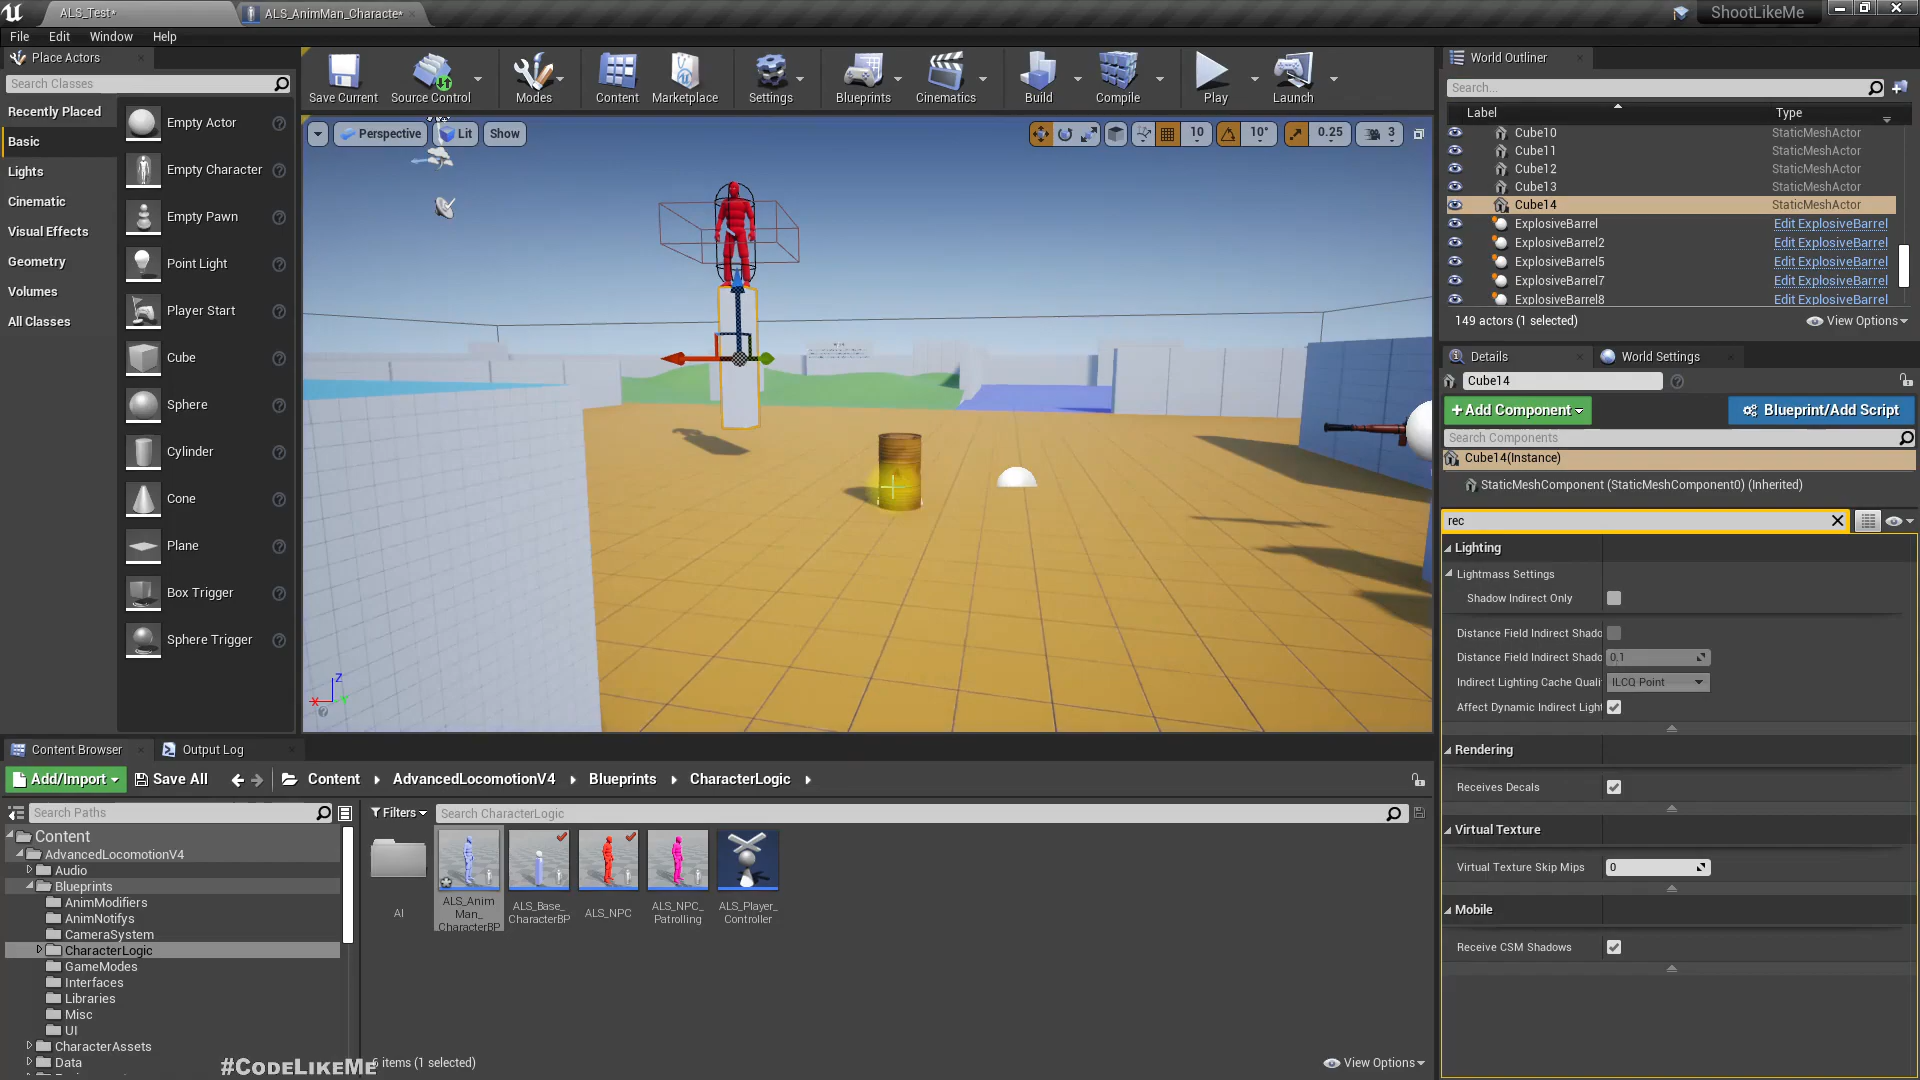 ALS_Test*
ALS_AnimMan_Characte*
ShootLikeMe
File
Edit
Window
Help
Place Actors
Search Classes
Recently Placed
Basic
Lights
Cinematic
Visual Effects
Geometry
Volumes
All Classes
Empty Actor
Empty Character
Empty Pawn
Point Light
Player Start
Cube
Sphere
Cylinder
Cone
Plane
Box Trigger
Sphere Trigger
Save Current
Source Control
Modes
Content
Marketplace
Settings
Blueprints
Cinematics
Build
Compile
Play
Launch
Perspective
Lit
Show
10
10°
0.25
3
Z
X
World Outliner
Search...
Label
Type
Cube10
StaticMeshActor
Cube11
StaticMeshActor
Cube12
StaticMeshActor
Cube13
StaticMeshActor
Cube14
StaticMeshActor
ExplosiveBarrel
Edit ExplosiveBarrel
ExplosiveBarrel2
Edit ExplosiveBarrel
ExplosiveBarrel5
Edit ExplosiveBarrel
ExplosiveBarrel7
Edit ExplosiveBarrel
ExplosiveBarrel8
Edit ExplosiveBarrel
149 actors (1 selected)
View Options
Details
World Settings
Cube14
+Add Component
Blueprint/Add Script
Search Components
Cube14(Instance)
StaticMeshComponent (StaticMeshComponent0) (Inherited)
rec
Lighting
Lightmass Settings
Shadow Indirect Only
Distance Field Indirect Shado
Distance Field Indirect Shado
0.1
Indirect Lighting Cache Quali
ILCQ Point
Affect Dynamic Indirect Light
Rendering
Receives Decals
Virtual Texture
Virtual Texture Skip Mips
0
Mobile
Receive CSM Shadows
Content Browser
Output Log
Add/Import
Save All
Content
AdvancedLocomotionV4
Blueprints
CharacterLogic
Search Paths
Filters
Search CharacterLogic
Content
AdvancedLocomotionV4
Audio
Blueprints
AnimModifiers
AnimNotifys
CameraSystem
CharacterLogic
GameModes
Interfaces
Libraries
Misc
UI
CharacterAssets
Data
AI
ALS_Anim
Man_
CharacterBP
ALS_Base_
CharacterBP
ALS_NPC
ALS_NPC_
Patrolling
ALS_Player_
Controller
#CodeLikeMe
items (1 selected)
View Options